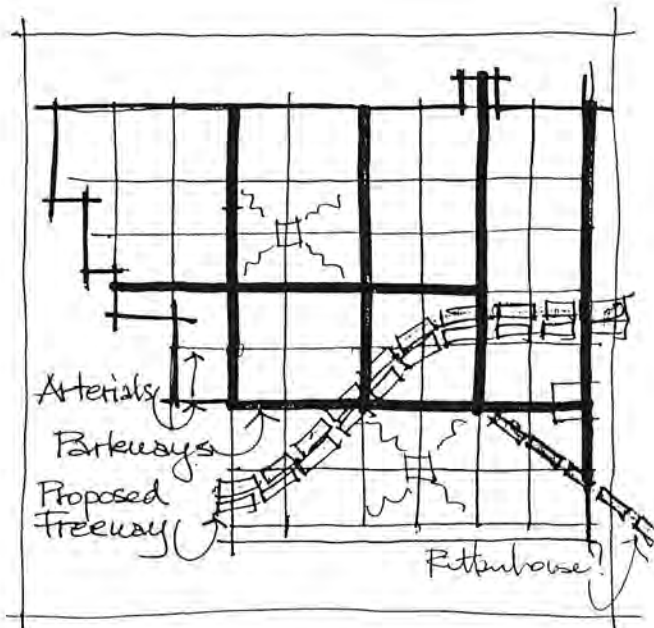 Arterials
Parkways
Proposed
Freeway
Rittenhouse